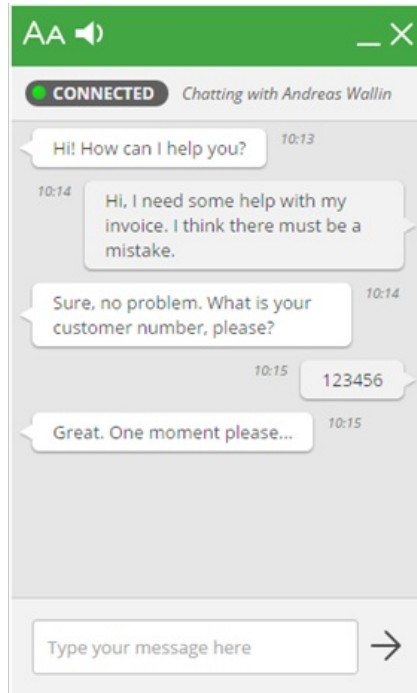 AA
CONNECTED Chatting with Andreas Wallin
Hi! How can I help you? 10:13
10:14
Hi, I need some help with my
invoice. I think there must be a
mistake.
Sure, no problem. What is your 10:14
customer number, please?
10:15 123456
Great. One moment please... 10:15
Type your message here